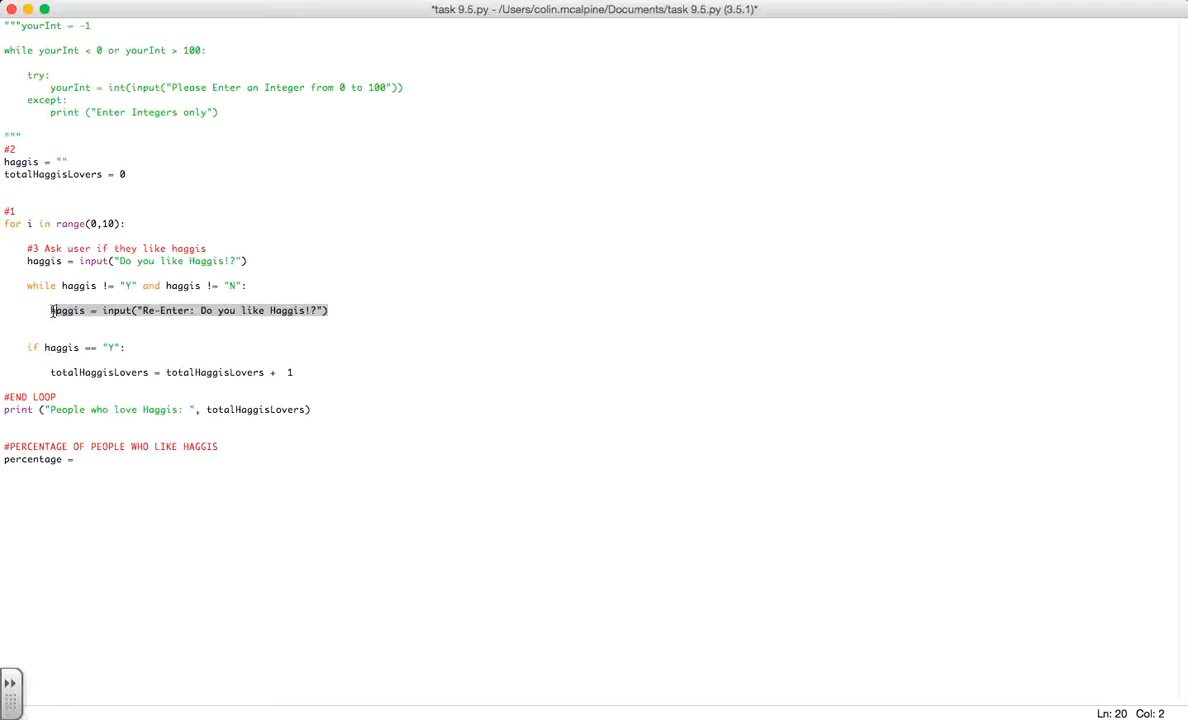 *task 9.5.py - /Users/colin.mcalpine/Documents/task 9.5.py (3.5.1)*
"""yourInt = -1
while yourInt < 0 or yourInt > 100:
try:
yourInt = int(input("Please Enter an Integer from 0 to 100"))
except:
print ("Enter Integers only")
"""
#2
haggis = ""
totalHaggisLovers = 0
#1
for i in range(0,10):
#3 Ask user if they like haggis
haggis = input("Do you like Haggis!?")
while haggis != "Y" and haggis != "N":
haggis = input("Re-Enter: Do you like Haggis!?")
if haggis == "Y":
totalHaggisLovers = totalHaggisLovers +  1
#END LOOP
print ("People who love Haggis: ", totalHaggisLovers)
#PERCENTAGE OF PEOPLE WHO LIKE HAGGIS
percentage =
Ln: 20 Col: 2